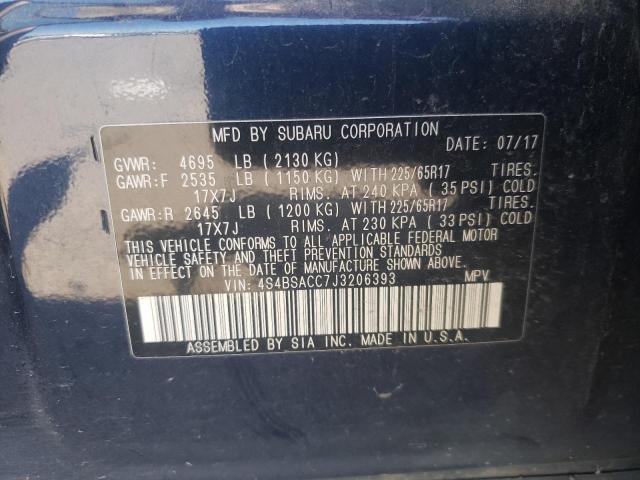 MFD BY SUBARU CORPORATION DATE: 07/17
GVWR: 4695 LB (2130 KG)
GAWR:F 2535 LB (1150 KG) WITH 225/65R17 TIRES.
17X7J RIMS. AT 240 KPA (35 PSI) COLD
GAWR:R 2645 LB (1200 KG) WITH 225/65R17 TIRES.
17X7J RIMS. AT 230 KPA (33 PSI) COLD
THIS VEHICLE CONFORMS TO ALL APPLICABLE FEDERAL MOTOR
VEHICLE SAFETY AND THEFT PREVENTION STANDARDS
IN EFFECT ON THE DATE OF MANUFACTURE SHOWN ABOVE.
VIN: 4S4BSACC7J3206393 MPV
ASSEMBLED BY SIA INC. MADE IN U.S.A.